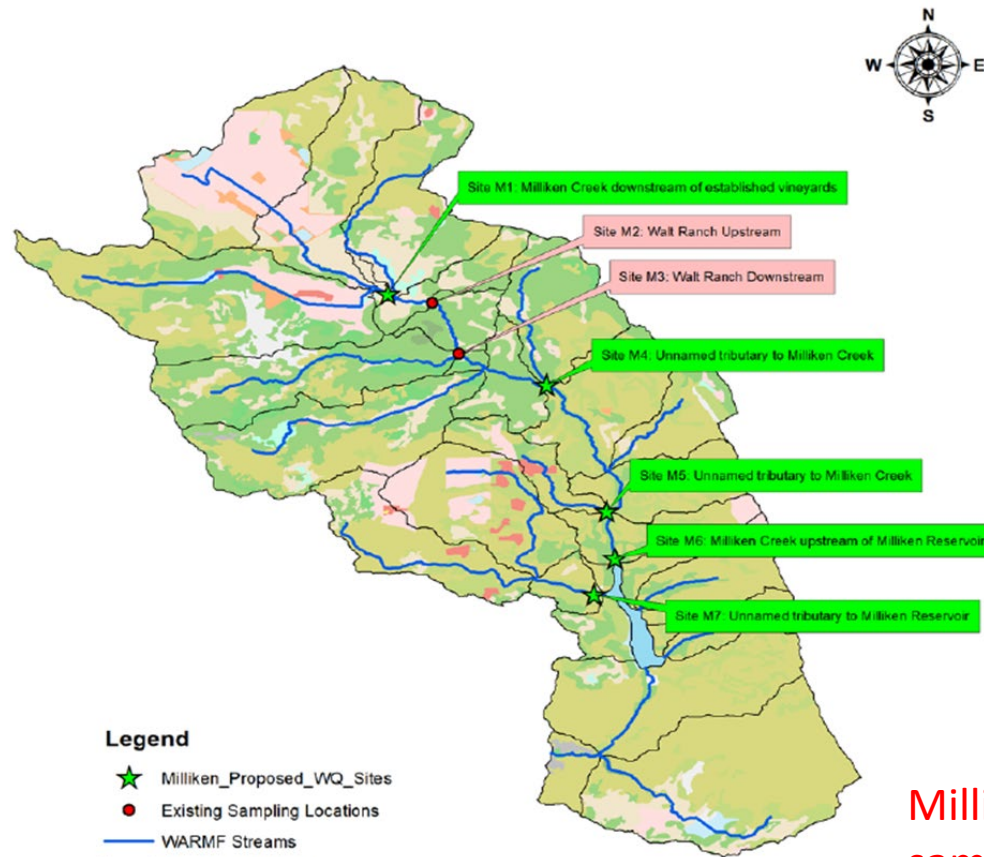 N
W E
S
Site M1: Milliken Creek downstream of established vineyards
Site M2: Walt Ranch Upstream
Site M3: Walt Ranch Downstream
Site M4: Unnamed tributary to Milliken Creek
Site M5: Unnamed tributary to Milliken Creek
Site M6: Milliken Creek upstream of Milliken Reservoir
Site M7: Unnamed tributary to Milliken Reservoir
Legend
Milliken_Proposed_WQ_Sites
Existing Sampling Locations
WARMF Streams
Milli